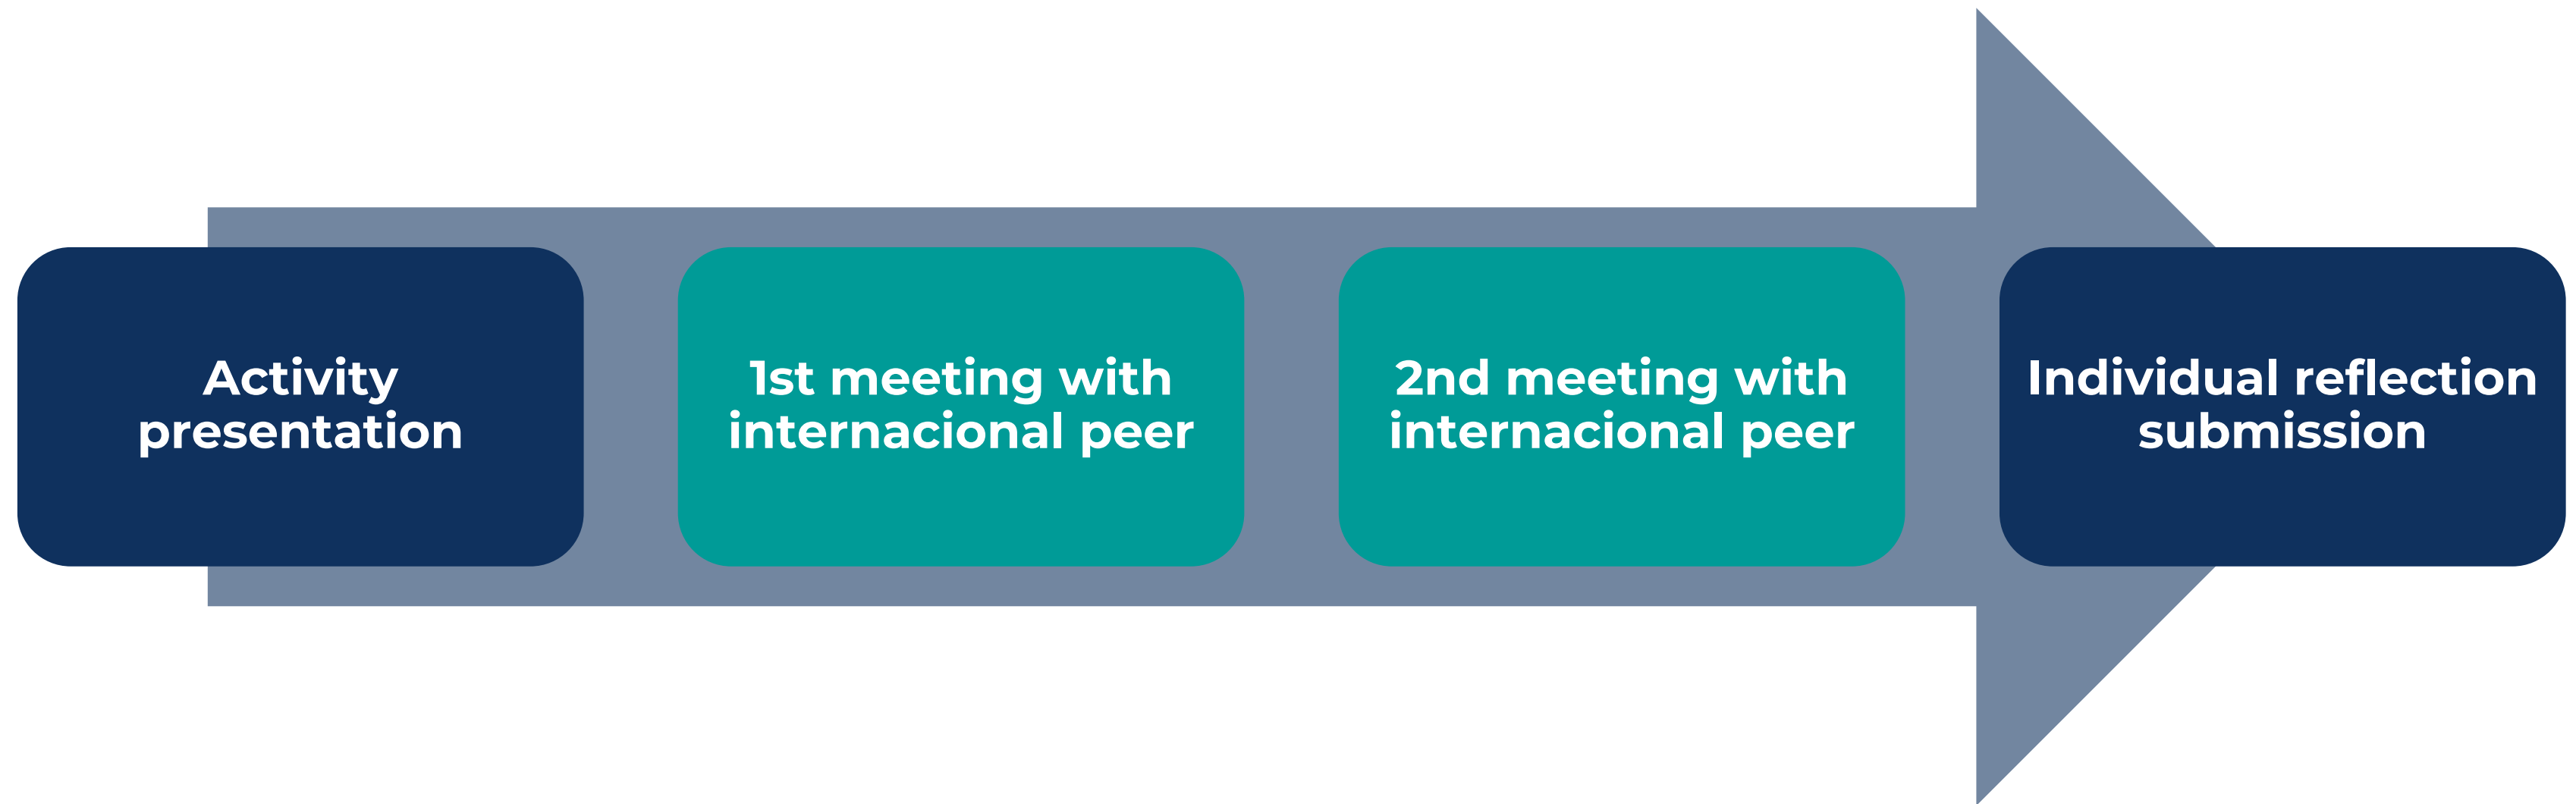 Activity
presentation
1st meeting with
internacional peer
2nd meeting with
internacional peer
Individual reflection
submission